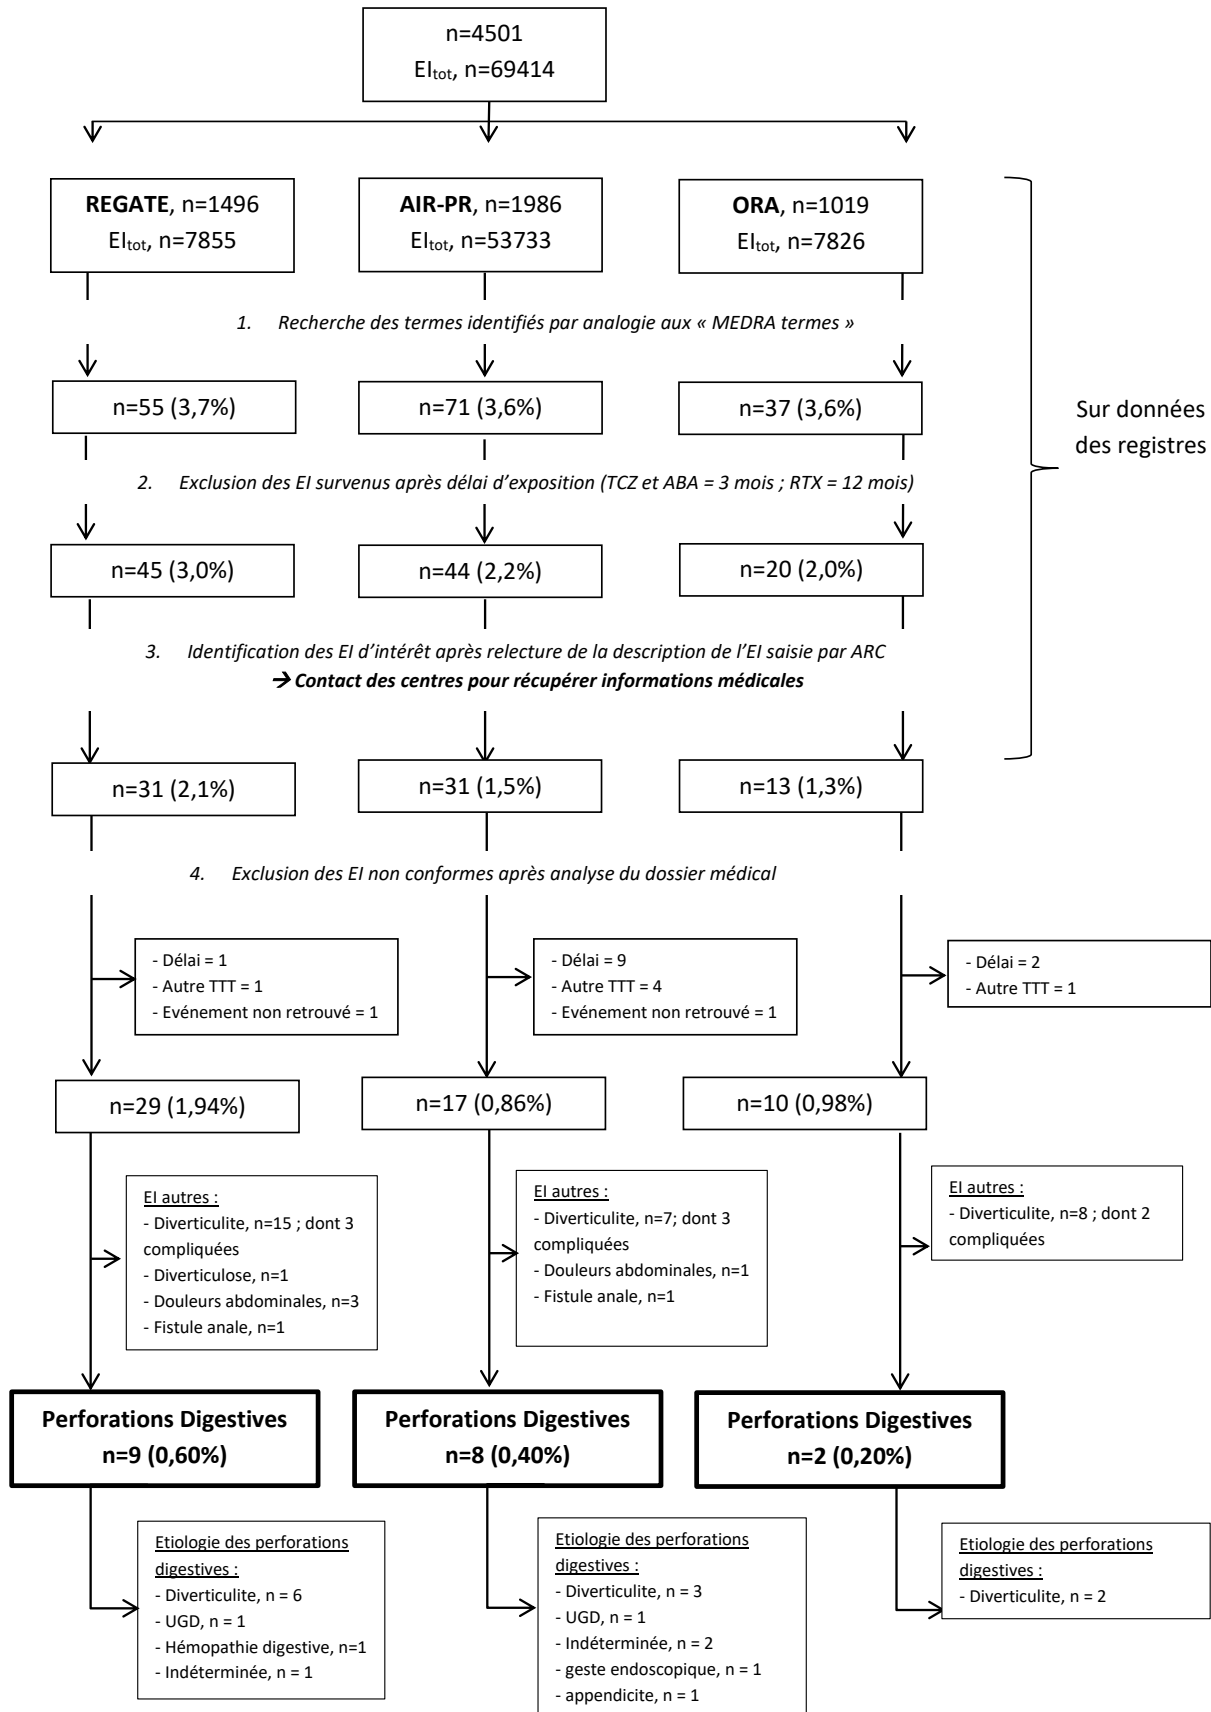 n=4501
EItot, n=69414
REGATE, n=1496
EItot, n=7855
AIR-PR, n=1986
EItot, n=53733
ORA, n=1019
EItot, n=7826
1. Recherche des termes identifiés par analogie aux « MEDRA termes »
n=55 (3,7%)
n=71 (3,6%)
n=37 (3,6%)
Sur données
des registres
2. Exclusion des EI survenus après délai d’exposition (TCZ et ABA = 3 mois ; RTX = 12 mois)
n=45 (3,0%)
n=44 (2,2%)
n=20 (2,0%)
3. Identification des EI d’intérêt après relecture de la description de l’EI saisie par ARC
→ Contact des centres pour récupérer informations médicales
n=31 (2,1%)
n=31 (1,5%)
n=13 (1,3%)
4. Exclusion des EI non conformes après analyse du dossier médical
- Délai = 1
- Autre TTT = 1
- Evénement non retrouvé = 1
- Délai = 9
- Autre TTT = 4
- Evénement non retrouvé = 1
- Délai = 2
- Autre TTT = 1
n=29 (1,94%)
n=17 (0,86%)
n=10 (0,98%)
EI autres :
- Diverticulite, n=15 ; dont 3
compliquées
- Diverticulose, n=1
- Douleurs abdominales, n=3
- Fistule anale, n=1
EI autres :
- Diverticulite, n=7; dont 3
compliquées
- Douleurs abdominales, n=1
- Fistule anale, n=1
EI autres :
- Diverticulite, n=8 ; dont 2
compliquées
Perforations Digestives
n=9 (0,60%)
Perforations Digestives
n=8 (0,40%)
Perforations Digestives
n=2 (0,20%)
Etiologie des perforations
digestives :
- Diverticulite, n = 6
- UGD, n = 1
- Hémopathie digestive, n=1
- Indéterminée, n = 1
Etiologie des perforations
digestives :
- Diverticulite, n = 3
- UGD, n = 1
- Indéterminée, n = 2
- geste endoscopique, n = 1
- appendicite, n = 1
Etiologie des perforations
digestives :
- Diverticulite, n = 2